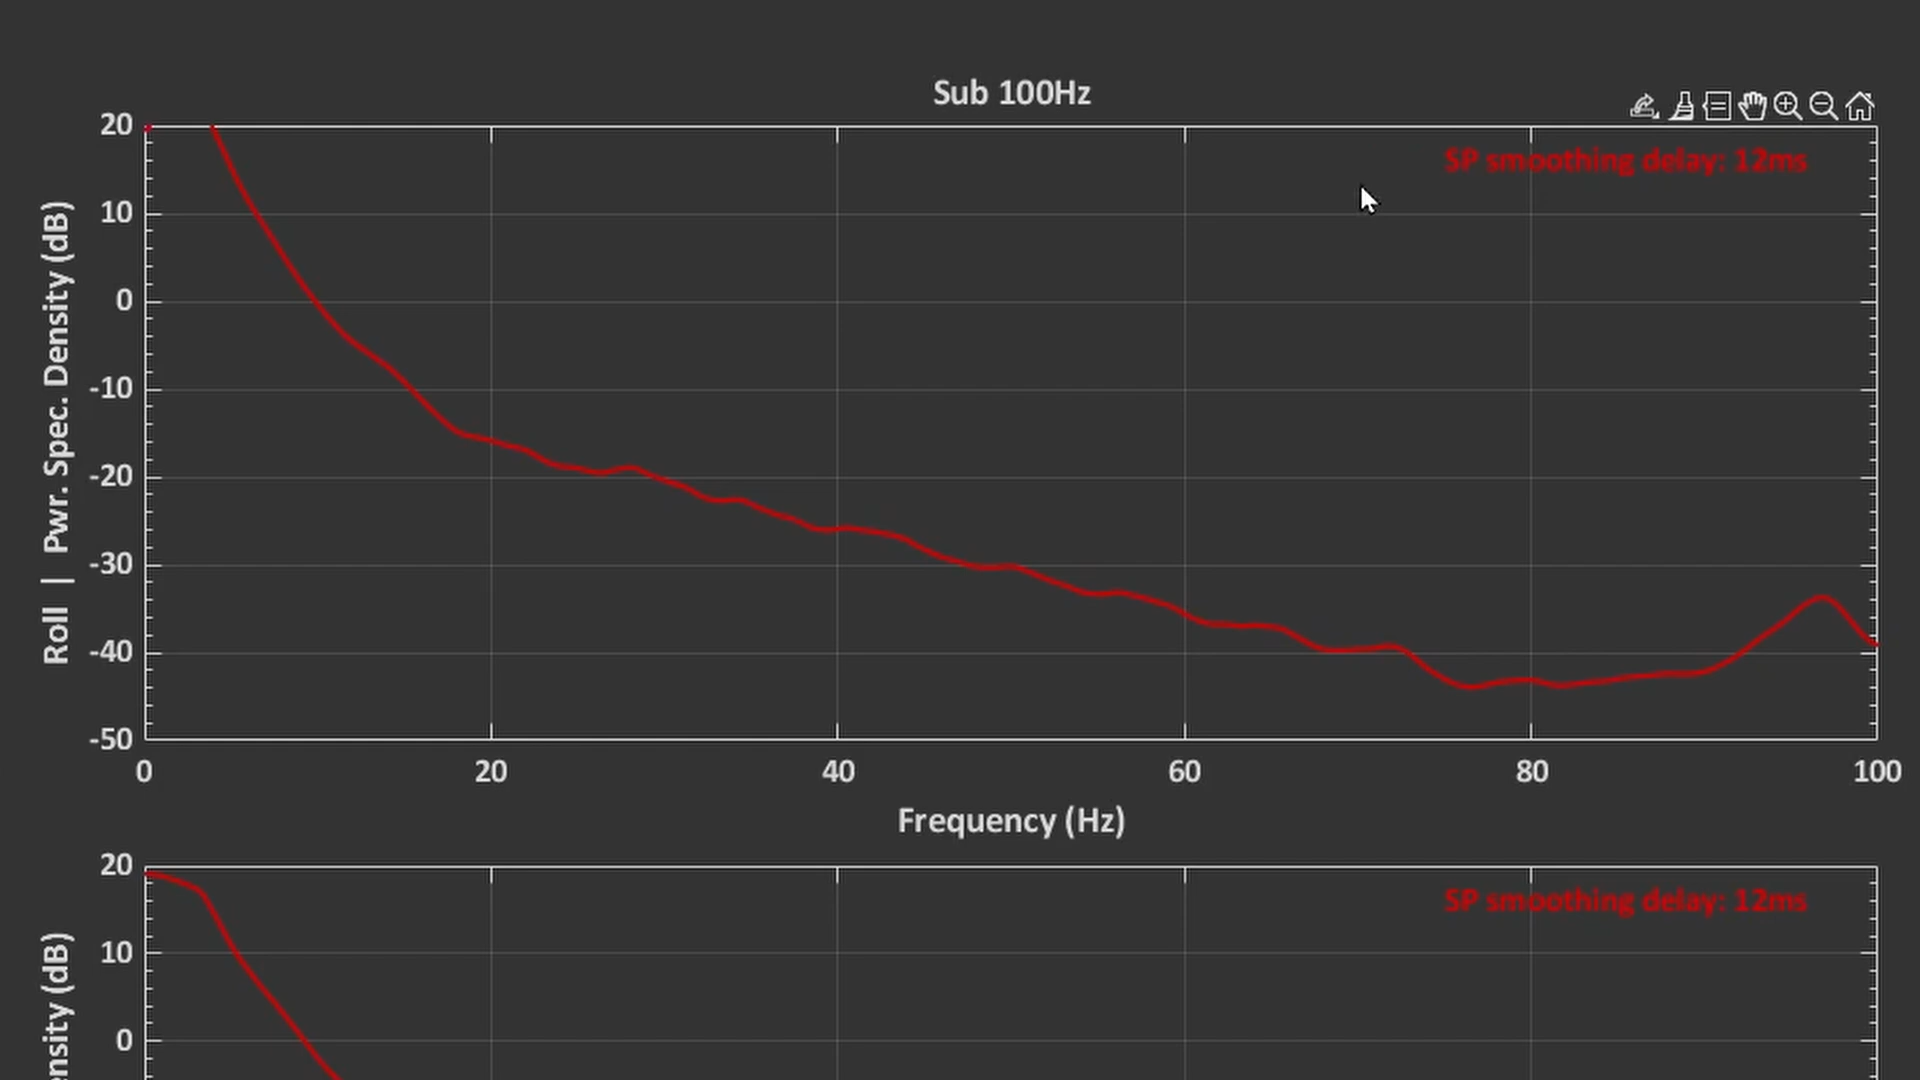 Sub 100Hz
SP smoothing delay: 12ms
20
10
0
-10
-20
-30
-40
-50
Roll | Pwr. Spec. Density (dB)
0 20 40 60 80 100
Frequency (Hz)
SP smoothing delay: 12ms
20
10
0
ensity (dB)